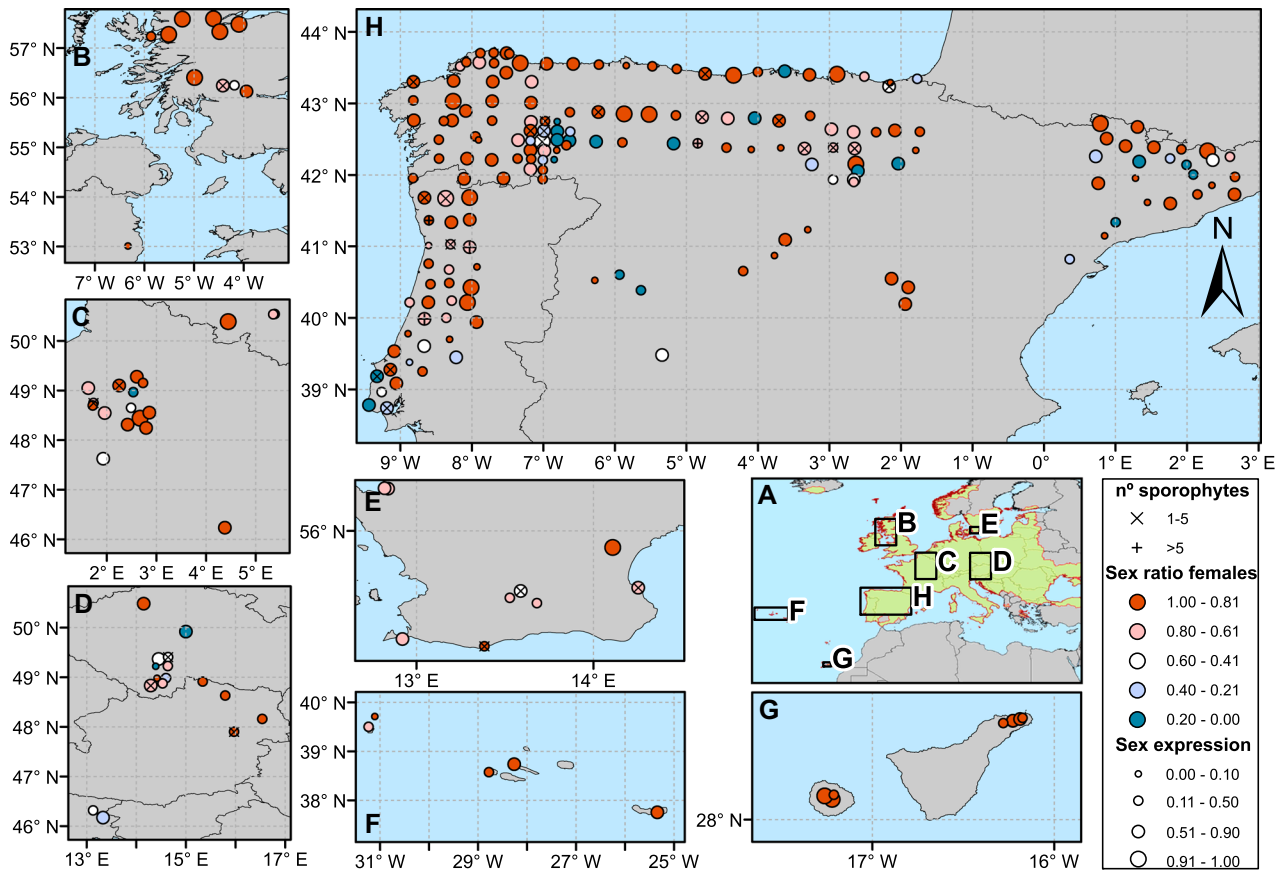 B
57° N
56° N
55° N
54° N
53° N
7° W 6° W 5° W 4° W
C
50° N
49° N
48° N
47° N
46° N
2° E 3° E 4° E 5° E
D
50° N
49° N
48° N
47° N
46° N
13° E 15° E 17° E
H
44° N
43° N
42° N
41° N
40° N
39° N
9° W 8° W 7° W 6° W 5° W 4° W 3° W 2° W 1° W 0° 1° E 2° E 3° E
N
E
56° N
13° E 14° E
F
40° N
39° N
38° N
31° W 29° W 27° W 25° W
A
B
E
C
D
H
F
G
G
28° N
17° W 16° W
nº sporophytes
1-5
>5
Sex ratio females
1.00 - 0.81
0.80 - 0.61
0.60 - 0.41
0.40 - 0.21
0.20 - 0.00
Sex expression
0.00 - 0.10
0.11 - 0.50
0.51 - 0.90
0.91 - 1.00